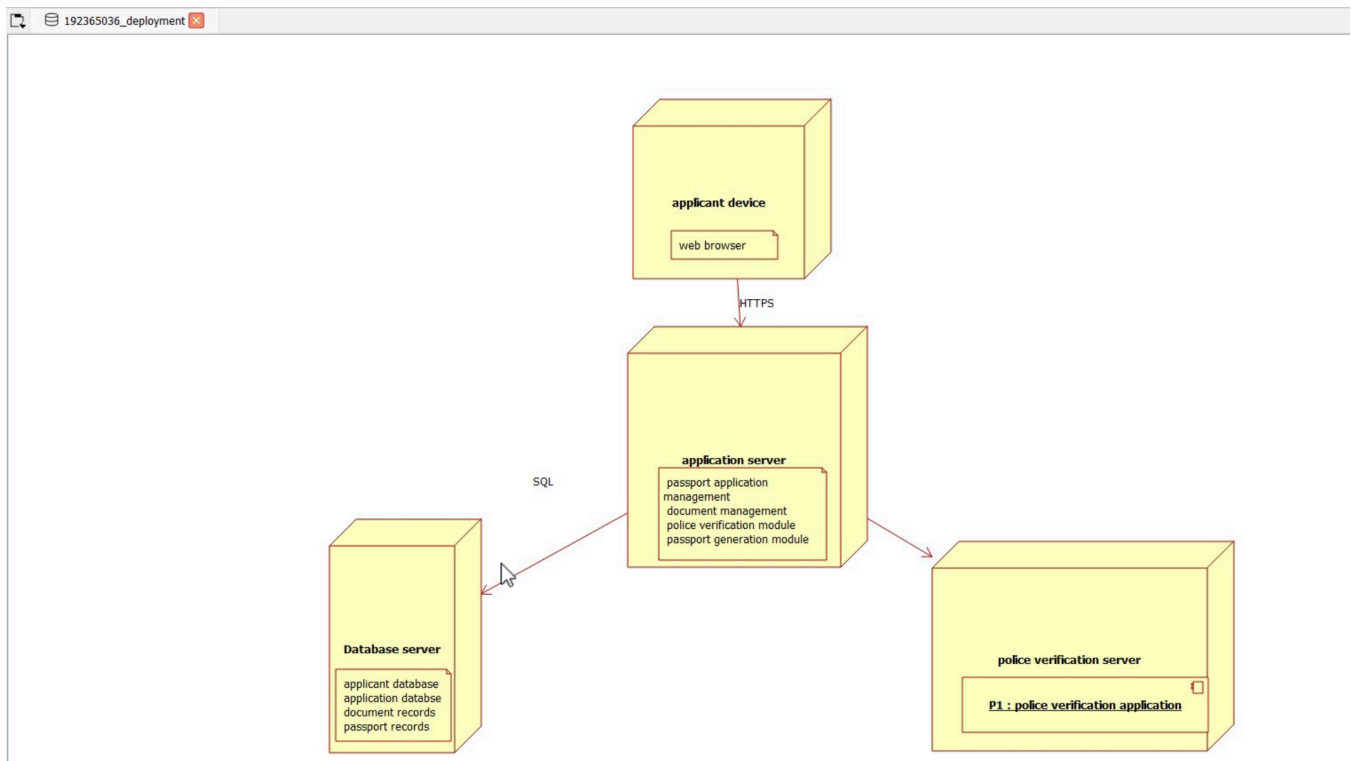 192365036_deployment
applicant device
web browser
HTTPS
application server
passport application
management
document management
police verification module
passport generation module
SQL
Database server
applicant database
application databse
document records
passport records
police verification server
P1 : police verification application